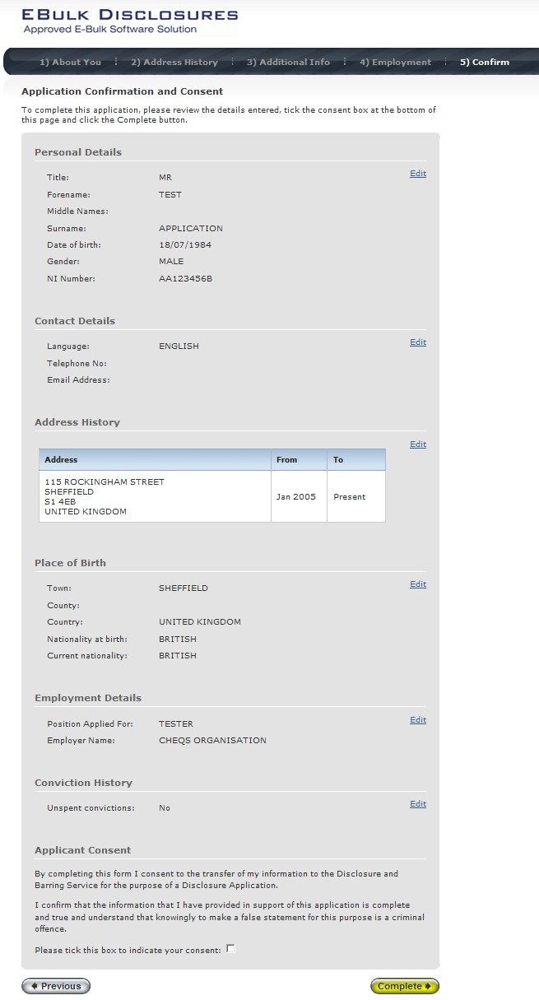 EBULK DISCLOSURES
Approved E-Bulk Software Solution
1) About You 2) Address History 3) Additional Info 4) Employment 5) Confirm
Application Confirmation and Consent
To complete this application, please review the details entered, tick the consent box at the bottom of
this page and click the Complete button.
Personal Details
Edit
Title: MR
Forename: TEST
Middle Names:
Surname: APPLICATION
Date of birth: 18/07/1984
Gender: MALE
NI Number: AA123456B
Contact Details
Edit
Language: ENGLISH
Telephone No:
Email Address:
Address History
Edit
Address From To
115 ROCKINGHAM STREET
SHEFFIELD
S1 4EB
UNITED KINGDOM
Jan 2005 Present
Place of Birth
Edit
Town: SHEFFIELD
County:
Country: UNITED KINGDOM
Nationality at birth: BRITISH
Current nationality: BRITISH
Employment Details
Edit
Position Applied For: TESTER
Employer Name: CHEQS ORGANISATION
Conviction History
Edit
Unspent convictions: No
Applicant Consent
By completing this form I consent to the transfer of my information to the Disclosure and
Barring Service for the purpose of a Disclosure Application.
I confirm that the information that I have provided in support of this application is complete
and true and understand that knowingly to make a false statement for this purpose is a criminal
offence.
Please tick this box to indicate your consent:
Previous Complete